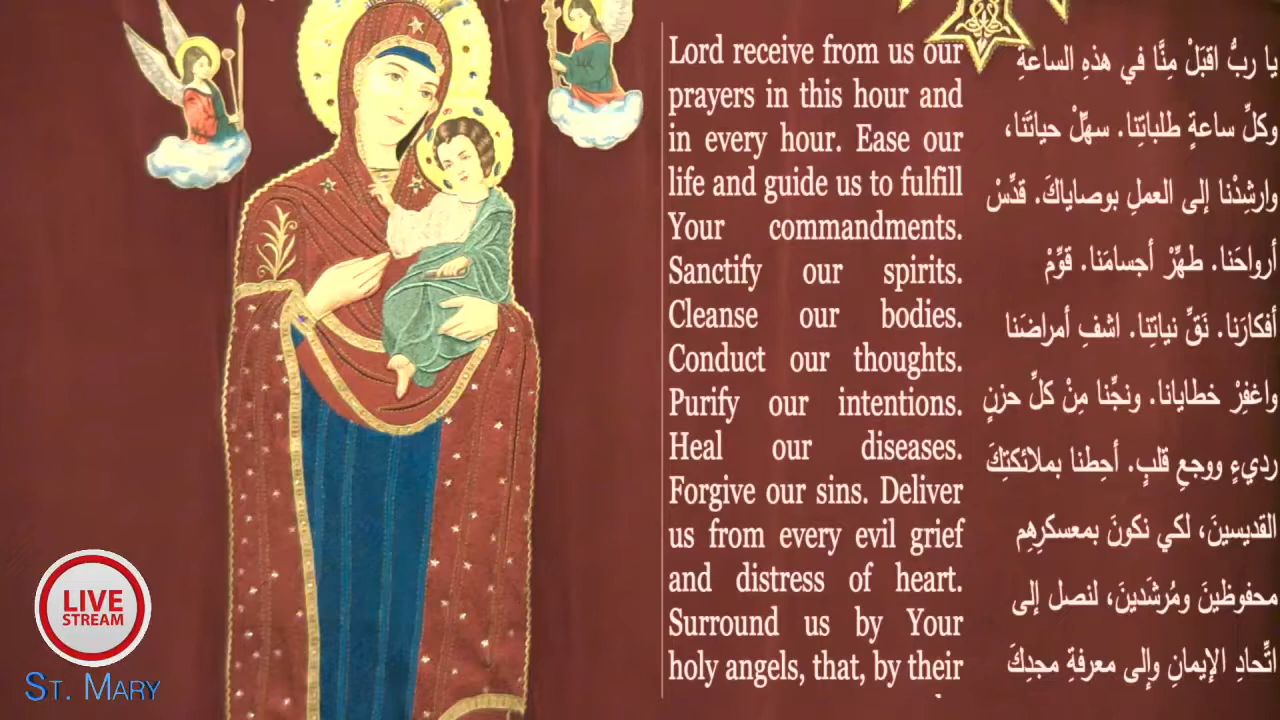 Lord receive from us our
prayers in this hour and
in every hour. Ease our
life and guide us to fulfill
Your commandments.
Sanctify our spirits.
Cleanse our bodies.
Conduct our thoughts.
Purify our intentions.
Heal our diseases.
Forgive our sins. Deliver
us from every evil grief
and distress of heart.
Surround us by Your
holy angels, that, by their
يا ربُّ اقبَلْ مِنَّا في هذهِ الساعةِ
وكلِّ ساعةٍ طلباتِنا. سهِّلْ حياتَنا،
وارشِدْنا إلى العملِ بوصاياكَ. قدِّسْ
أرواحَنا. طهِّرْ أجسامَنا. قوِّمْ
أفكارَنا. نَقِّ نياتِنا. اشفِ أمراضَنا
واغفِرْ خطايانا. ونجِّنا مِنْ كلِّ حزنٍ
رديءٍ ووجعِ قلبٍ. أحِطنا بملائكتِكَ
القديسينَ، لكي نكونَ بمعسكرِهِم
محفوظينَ ومُرشَدينَ، لنصل إلى
اتِّحادِ الإيمانِ وإلى معرفةِ مجدِكَ
LIVE
STREAM
ST. MARY